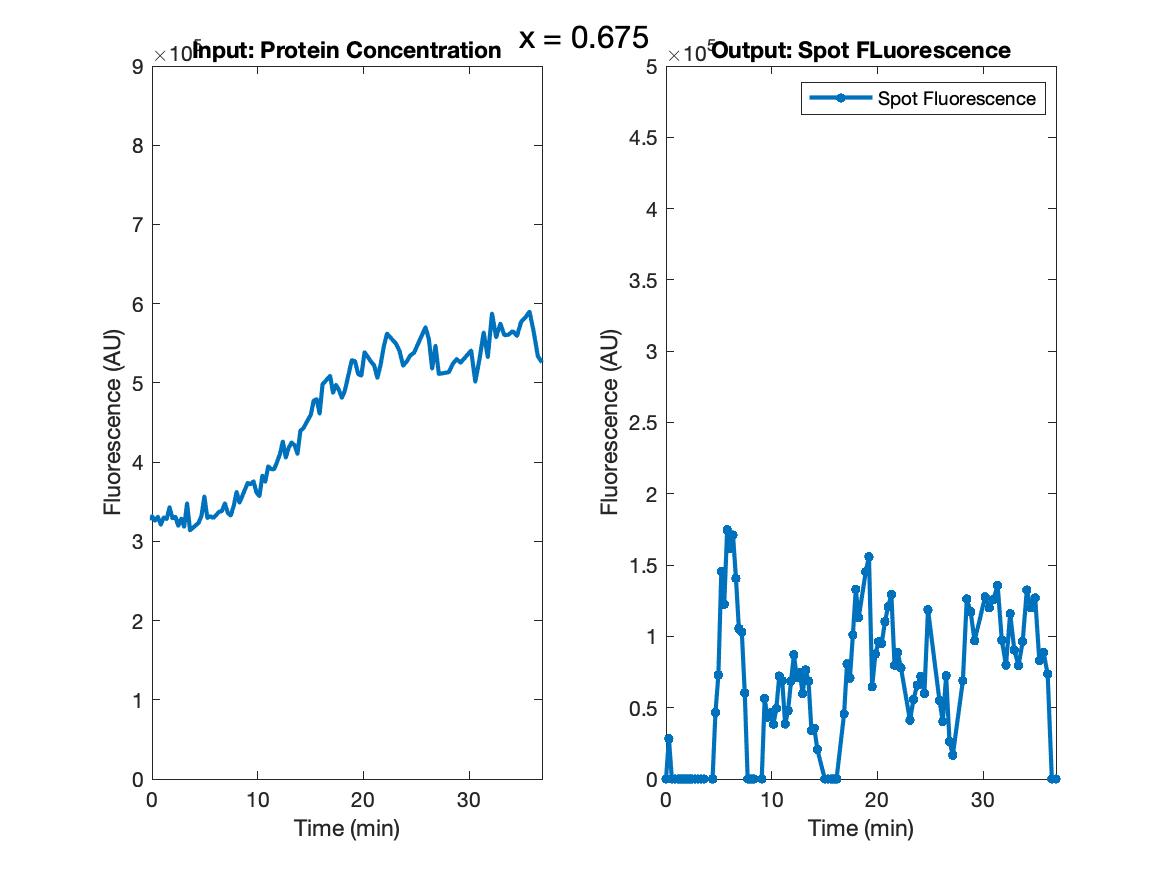 x = 0.675
×10⁵
Input: Protein Concentration
9
8
7
6
5
4
3
2
1
0
Fluorescence (AU)
0 10 20 30
Time (min)
×10⁵
Output: Spot FLuorescence
Spot Fluorescence
5
4.5
4
3.5
3
2.5
2
1.5
1
0.5
0
Fluorescence (AU)
0 10 20 30
Time (min)